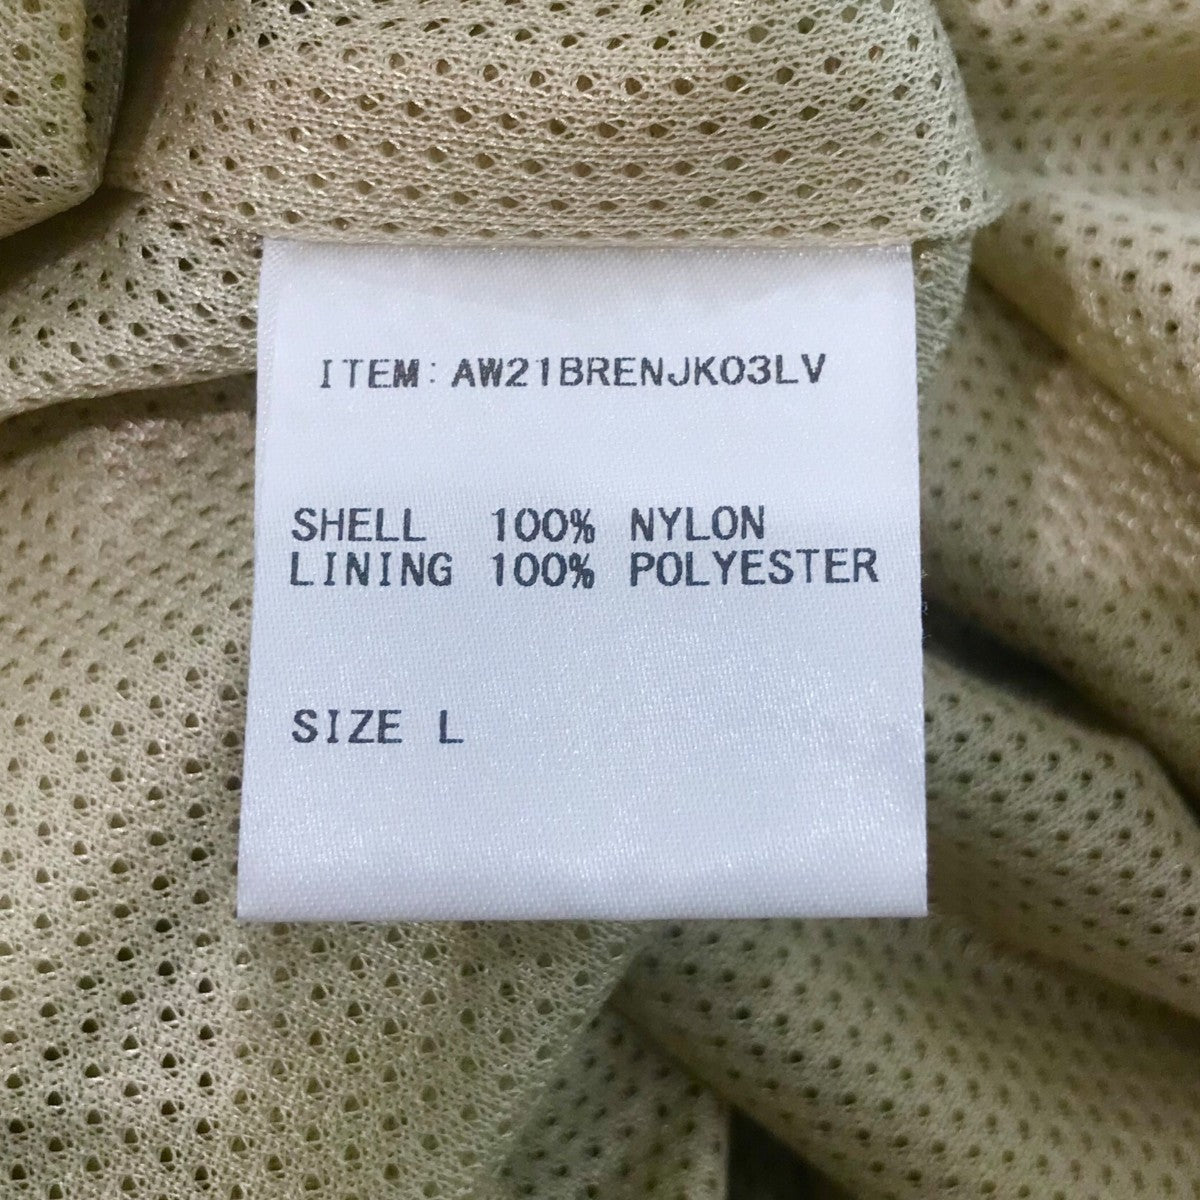 ITEM: AW21BRENJK03LV
SHELL 100% NYLON
LINING 100% POLYESTER
SIZE L